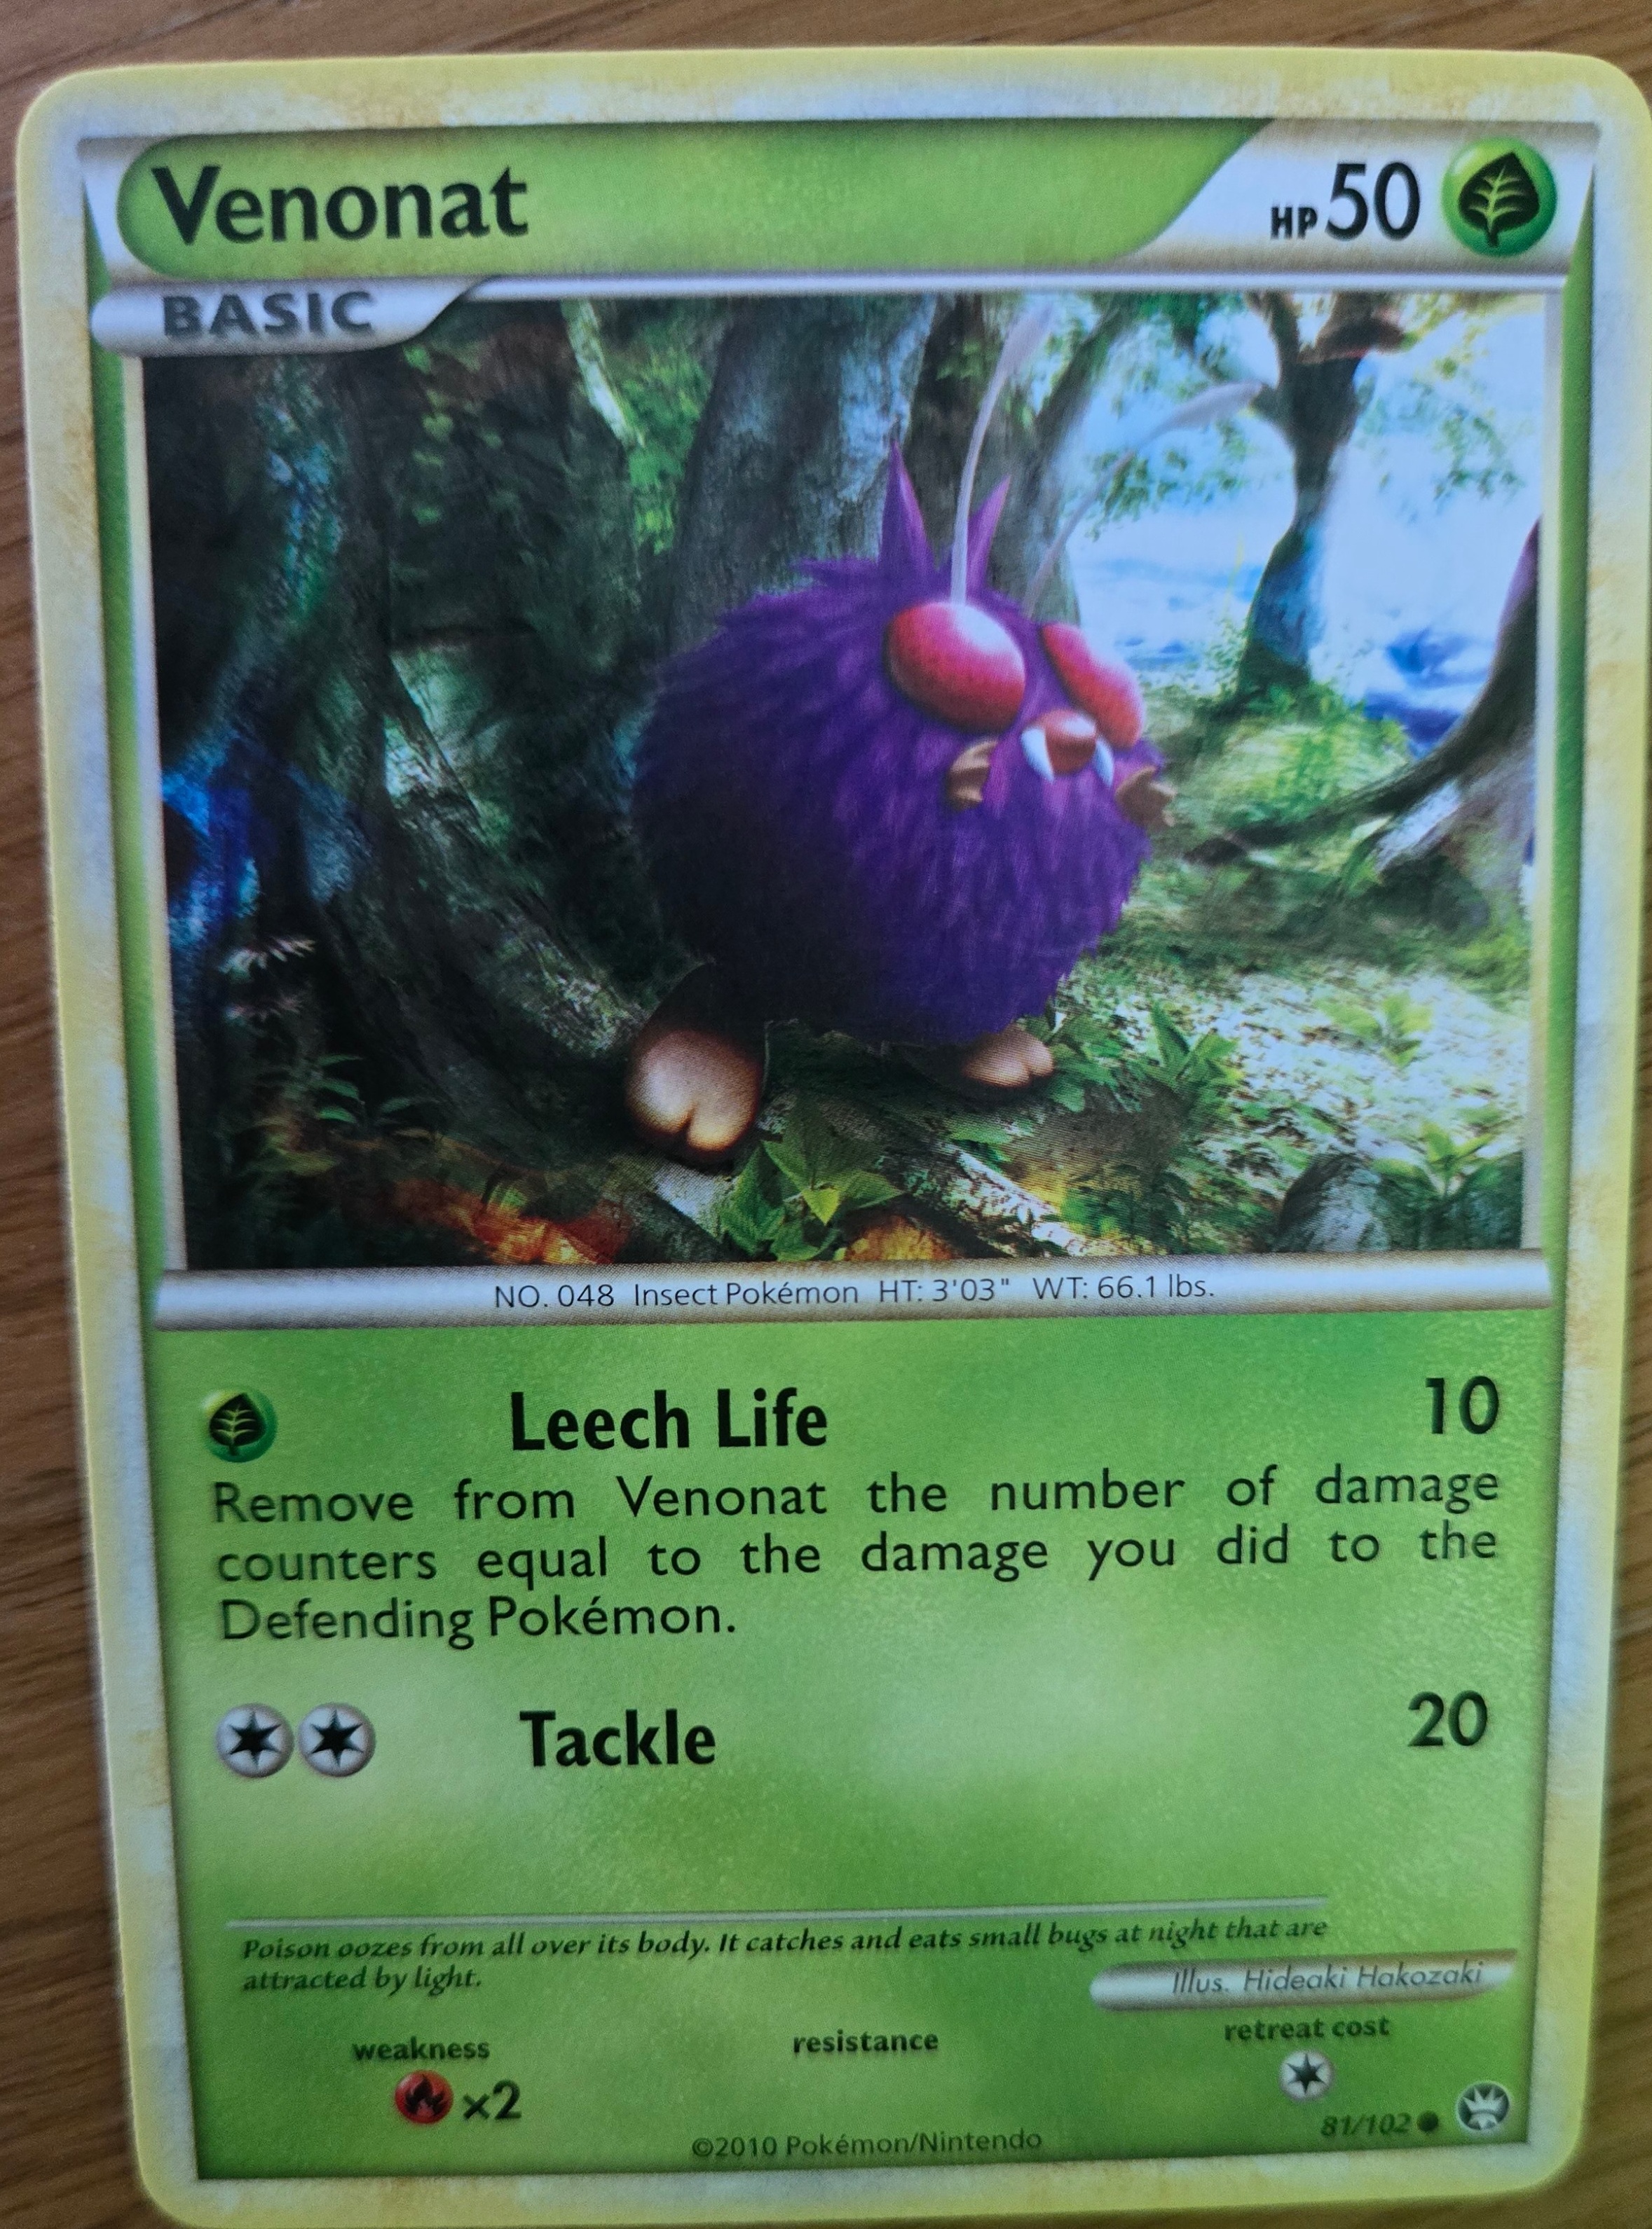 Venonat
HP 50
BASIC
NO. 048 Insect Pokémon HT: 3'03" WT: 66.1 lbs.
Leech Life 10
Remove from Venonat the number of damage
counters equal to the damage you did to the
Defending Pokémon.
Tackle 20
Poison oozes from all over its body. It catches and eats small bugs at night that are
attracted by light.
Illus. Hideaki Hakozaki
weakness resistance retreat cost
x2
81/102
©2010 Pokémon/Nintendo